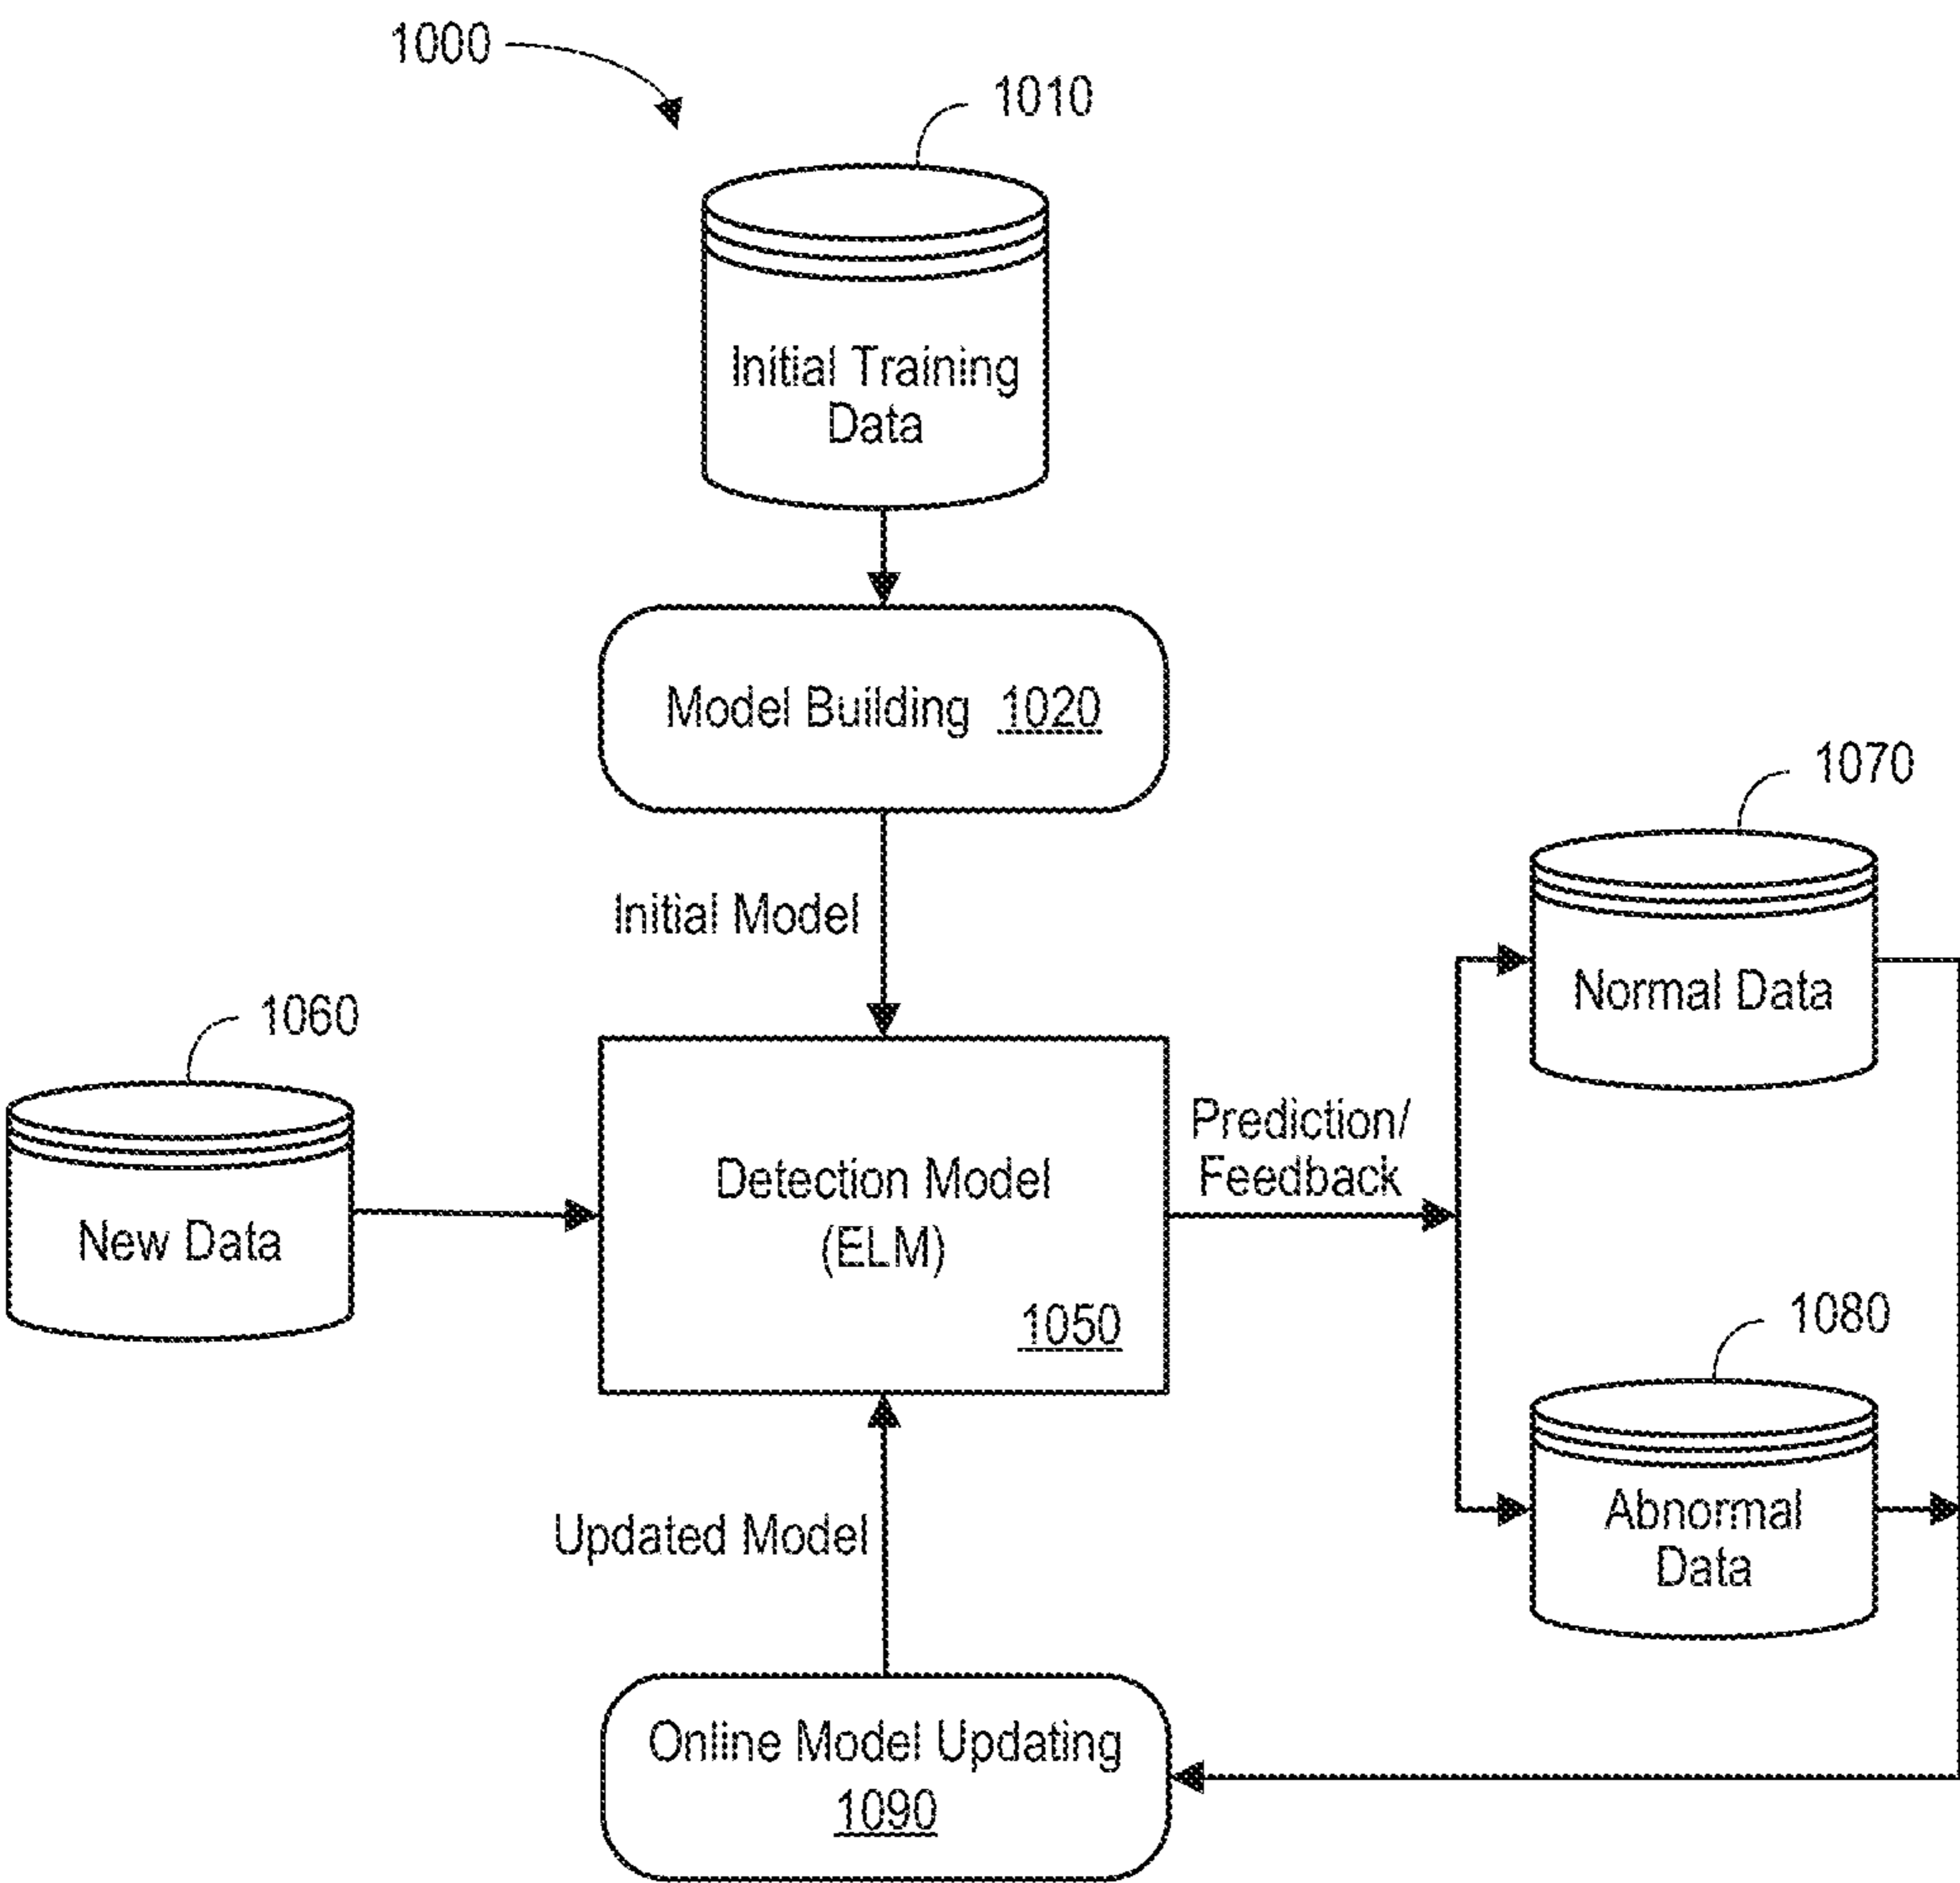 1000
1010
Initial Training
Data
Model Building 1020
1070
Initial Model
Normal Data
1060
Prediction/
Feedback
Detection Model
(ELM)
New Data
1050
1080
Abnormal
Data
Updated Model
Online Model Updating
1090